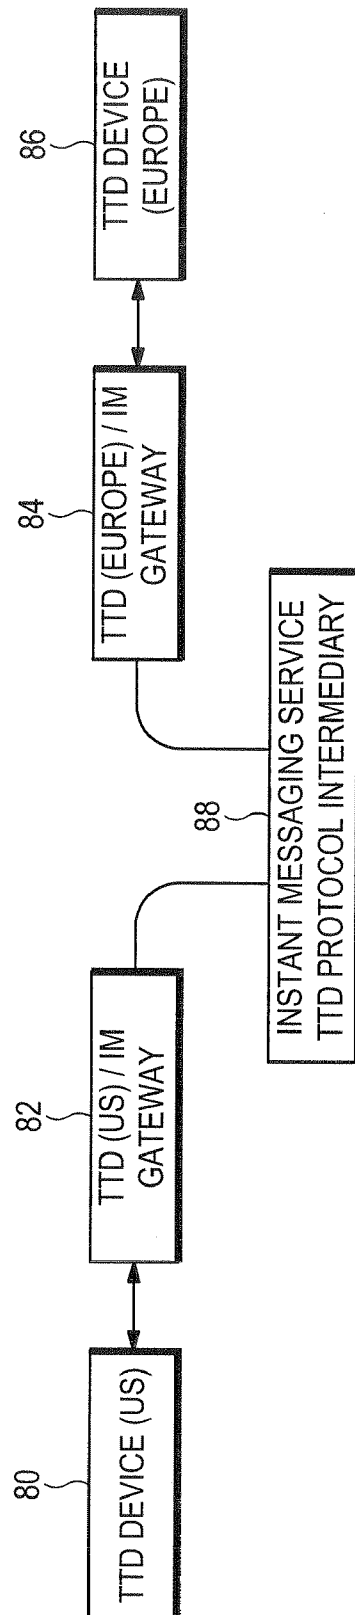 80
TTD DEVICE (US)
82
TTD (US) / IM
GATEWAY
88
INSTANT MESSAGING SERVICE
TTD PROTOCOL INTERMEDIARY
84
TTD (EUROPE) / IM
GATEWAY
86
TTD DEVICE
(EUROPE)